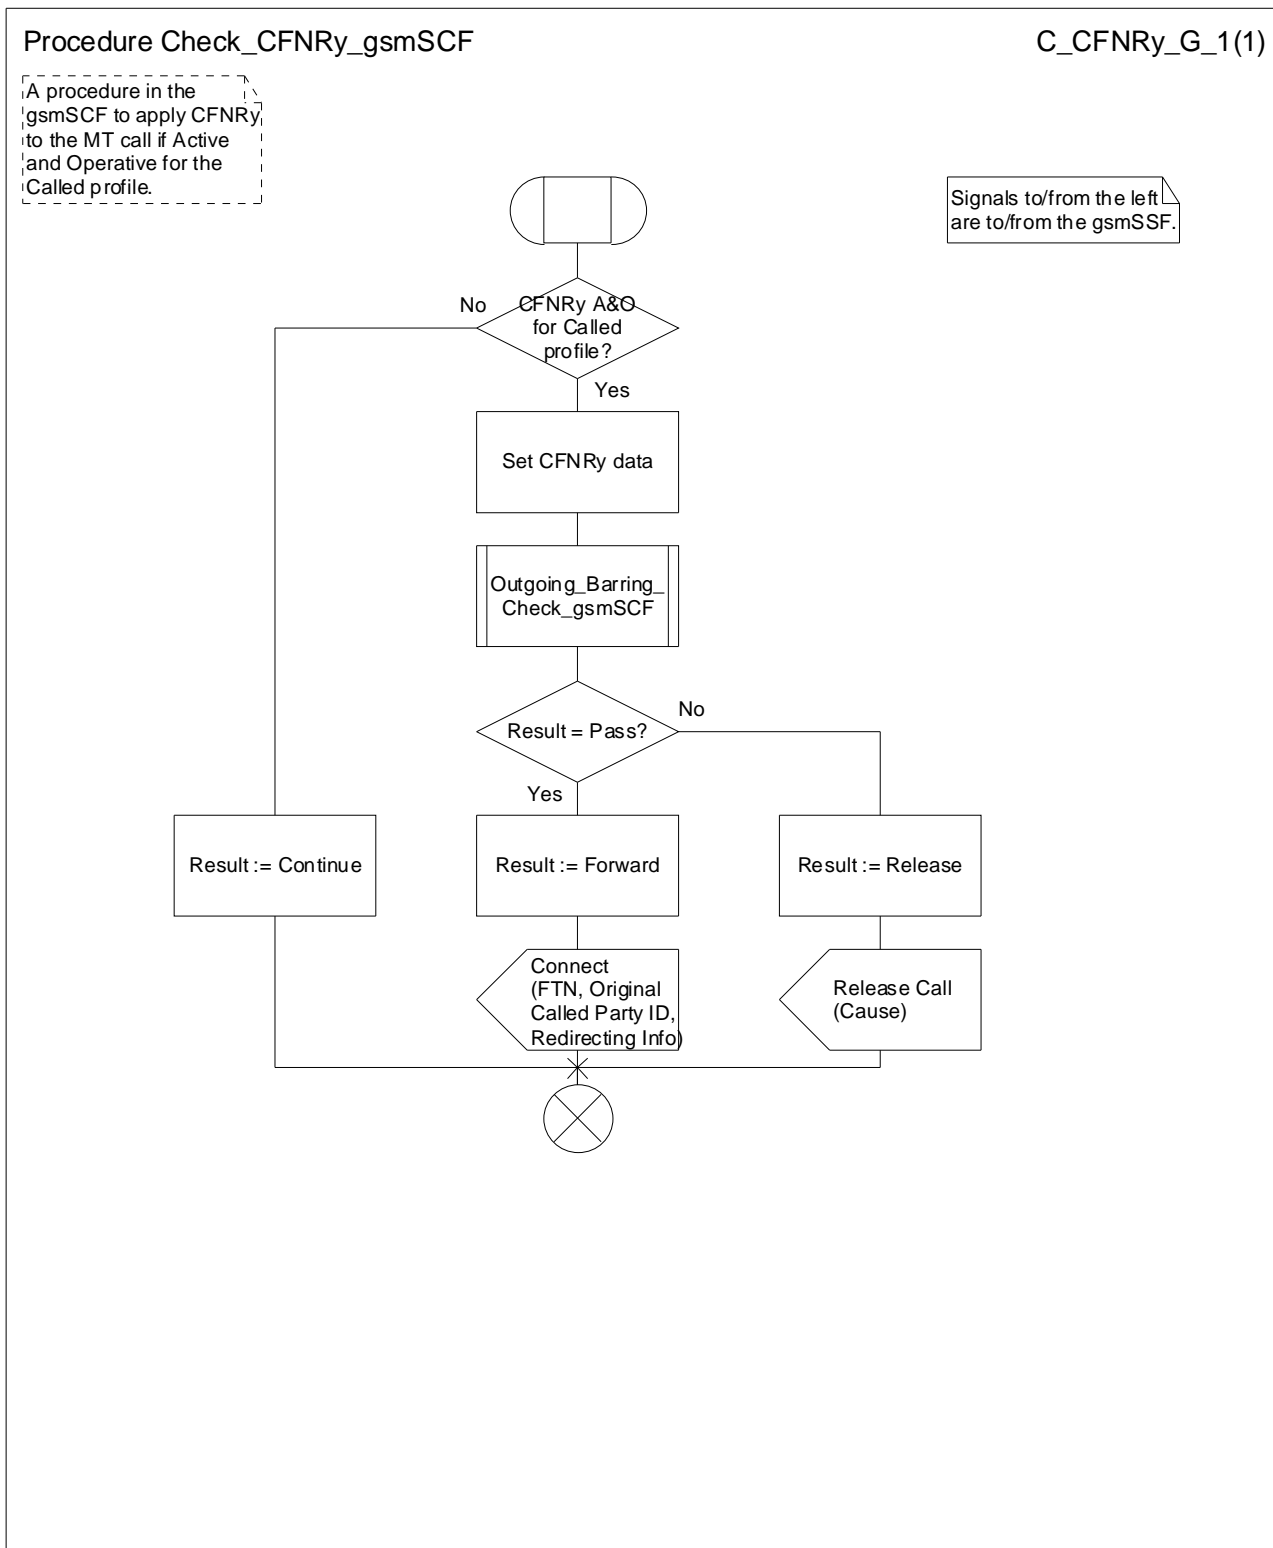 Procedure Check_CFNRy_gsmSCF
C_CFNRy_G_1(1)
A procedure in the
gsmSCF to apply CFNRy
to the MT call if Active
and Operative for the
Called profile.
Signals to/from the left
are to/from the gsmSSF.
No
CFNRy A&O
for Called
profile?
Yes
Set CFNRy data
Outgoing_Barring_
Check_gsmSCF
Result = Pass?
No
Yes
Result := Continue
Result := Forward
Result := Release
Connect
(FTN, Original
Called Party ID,
Redirecting Info)
Release Call
(Cause)